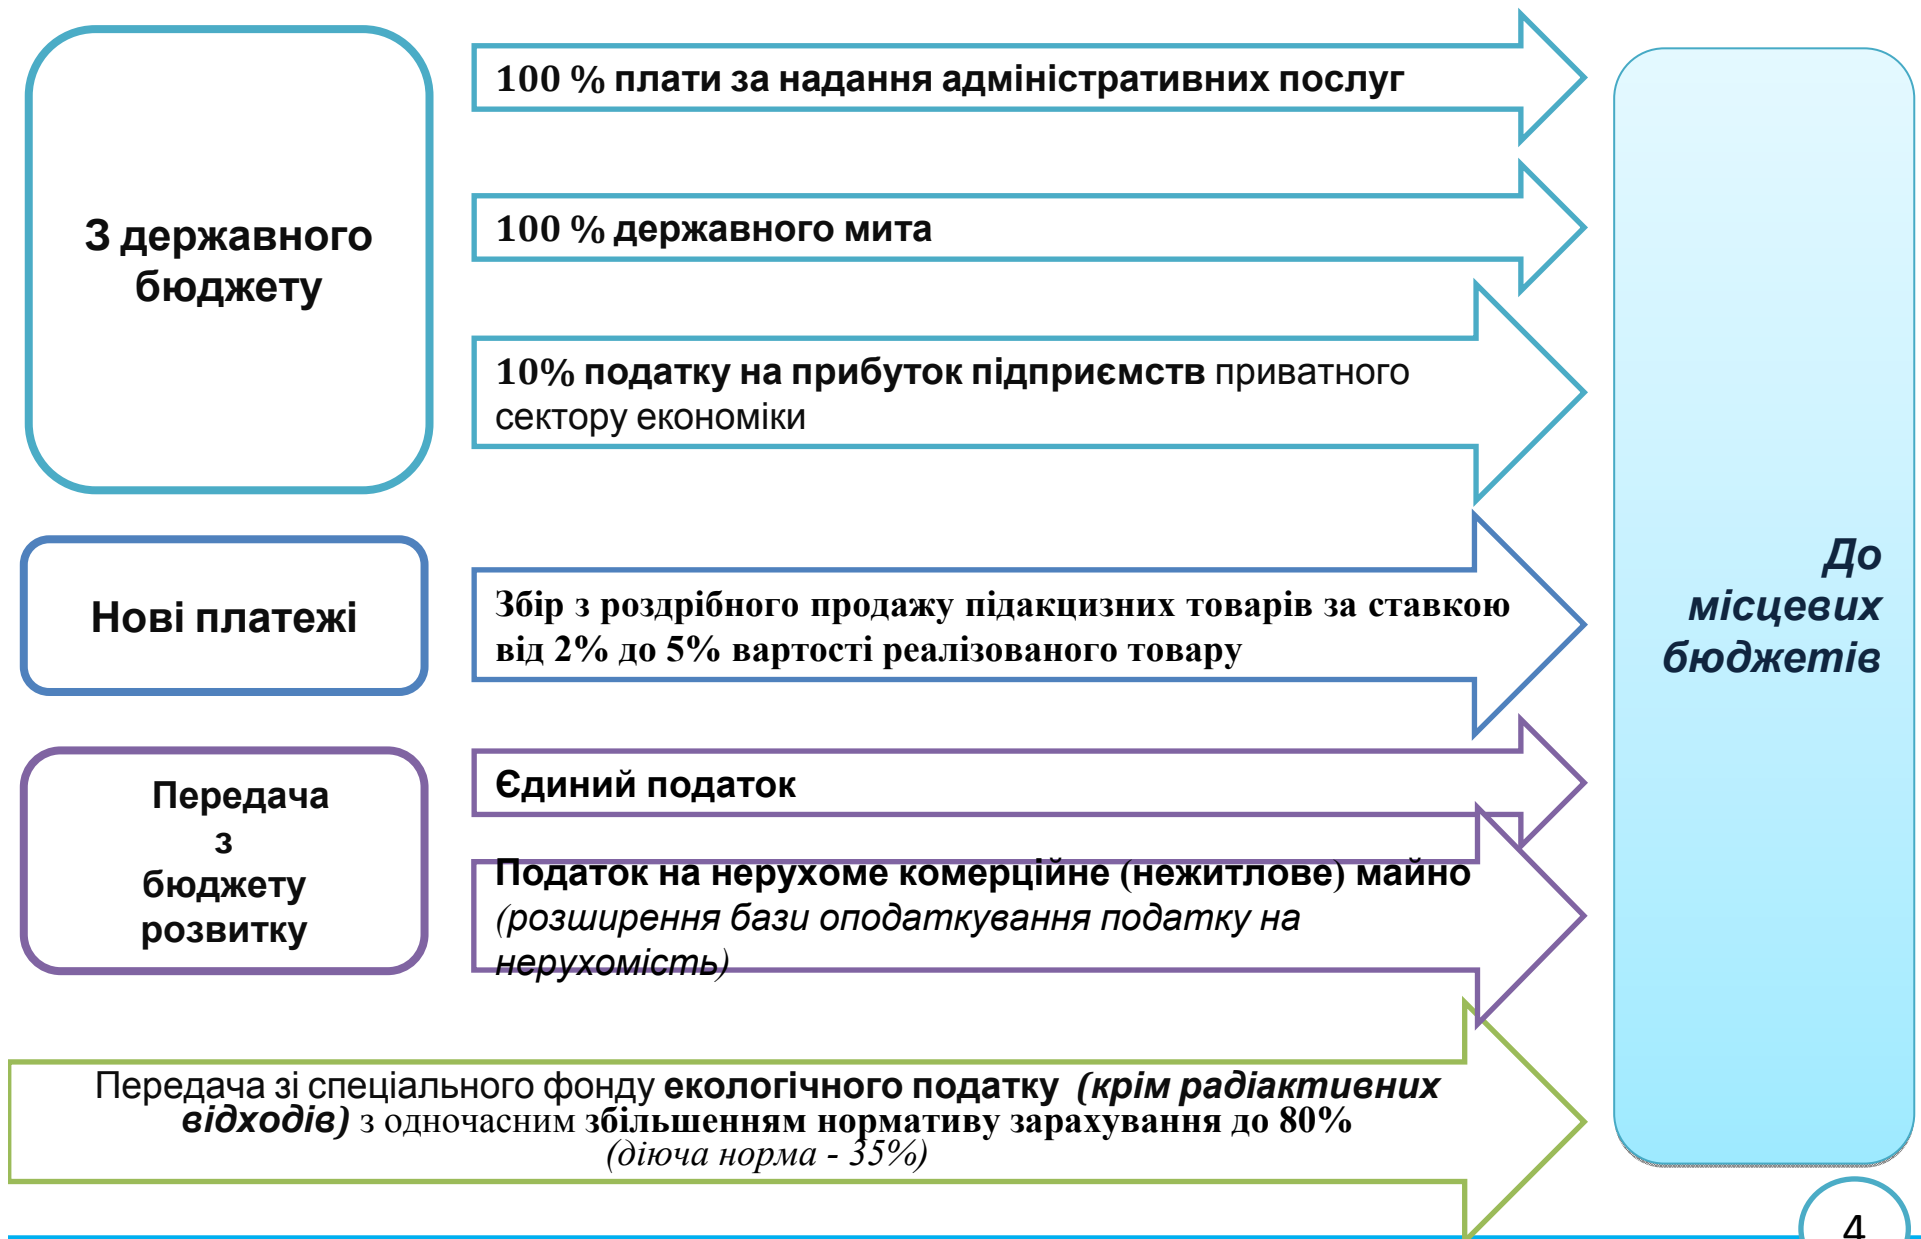 З державного
бюджету
100 % плати за надання адміністративних послуг
100 % державного мита
10% податку на прибуток підприємств приватного
сектору економіки
Нові платежі
Збір з роздрібного продажу підакцизних товарів за ставкою
від 2% до 5% вартості реалізованого товару
Передача
з
бюджету
розвитку
Єдиний податок
Податок на нерухоме комерційне (нежитлове) майно
(розширення бази оподаткування податку на
нерухомість)
Передача зі спеціального фонду екологічного податку (крім радіактивних
відходів) з одночасним збільшенням нормативу зарахування до 80%
(діюча норма - 35%)
До
місцевих
бюджетів
4